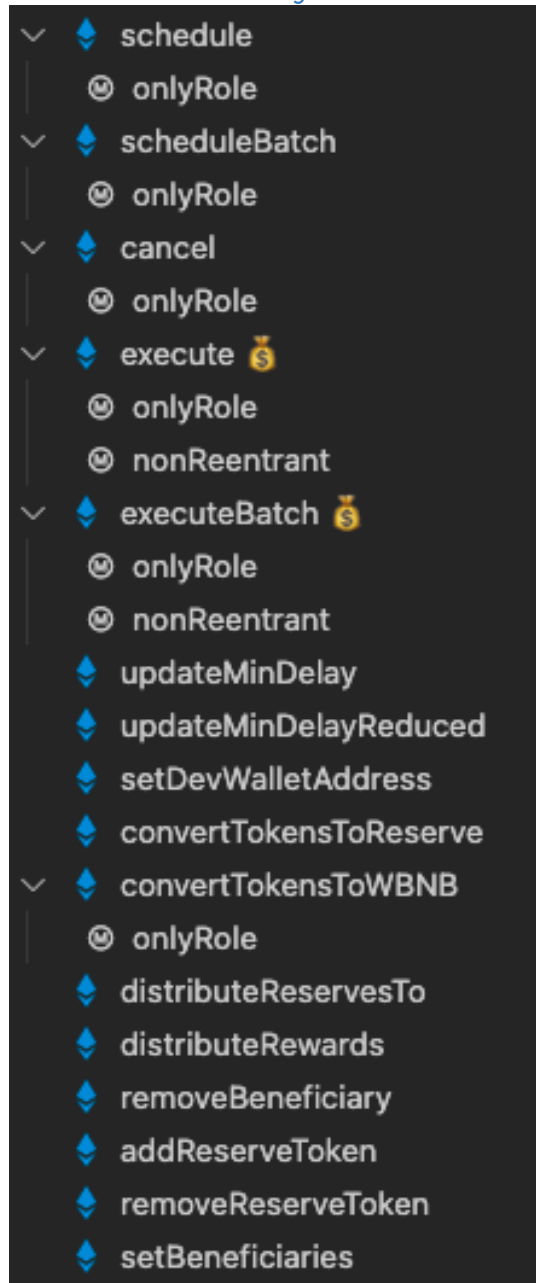 schedule
onlyRole
scheduleBatch
onlyRole
cancel
onlyRole
execute 💰
onlyRole
nonReentrant
executeBatch 💰
onlyRole
nonReentrant
updateMinDelay
updateMinDelayReduced
setDevWalletAddress
convertTokensToReserve
convertTokensToWBNB
onlyRole
distributeReservesTo
distributeRewards
removeBeneficiary
addReserveToken
removeReserveToken
setBeneficiaries